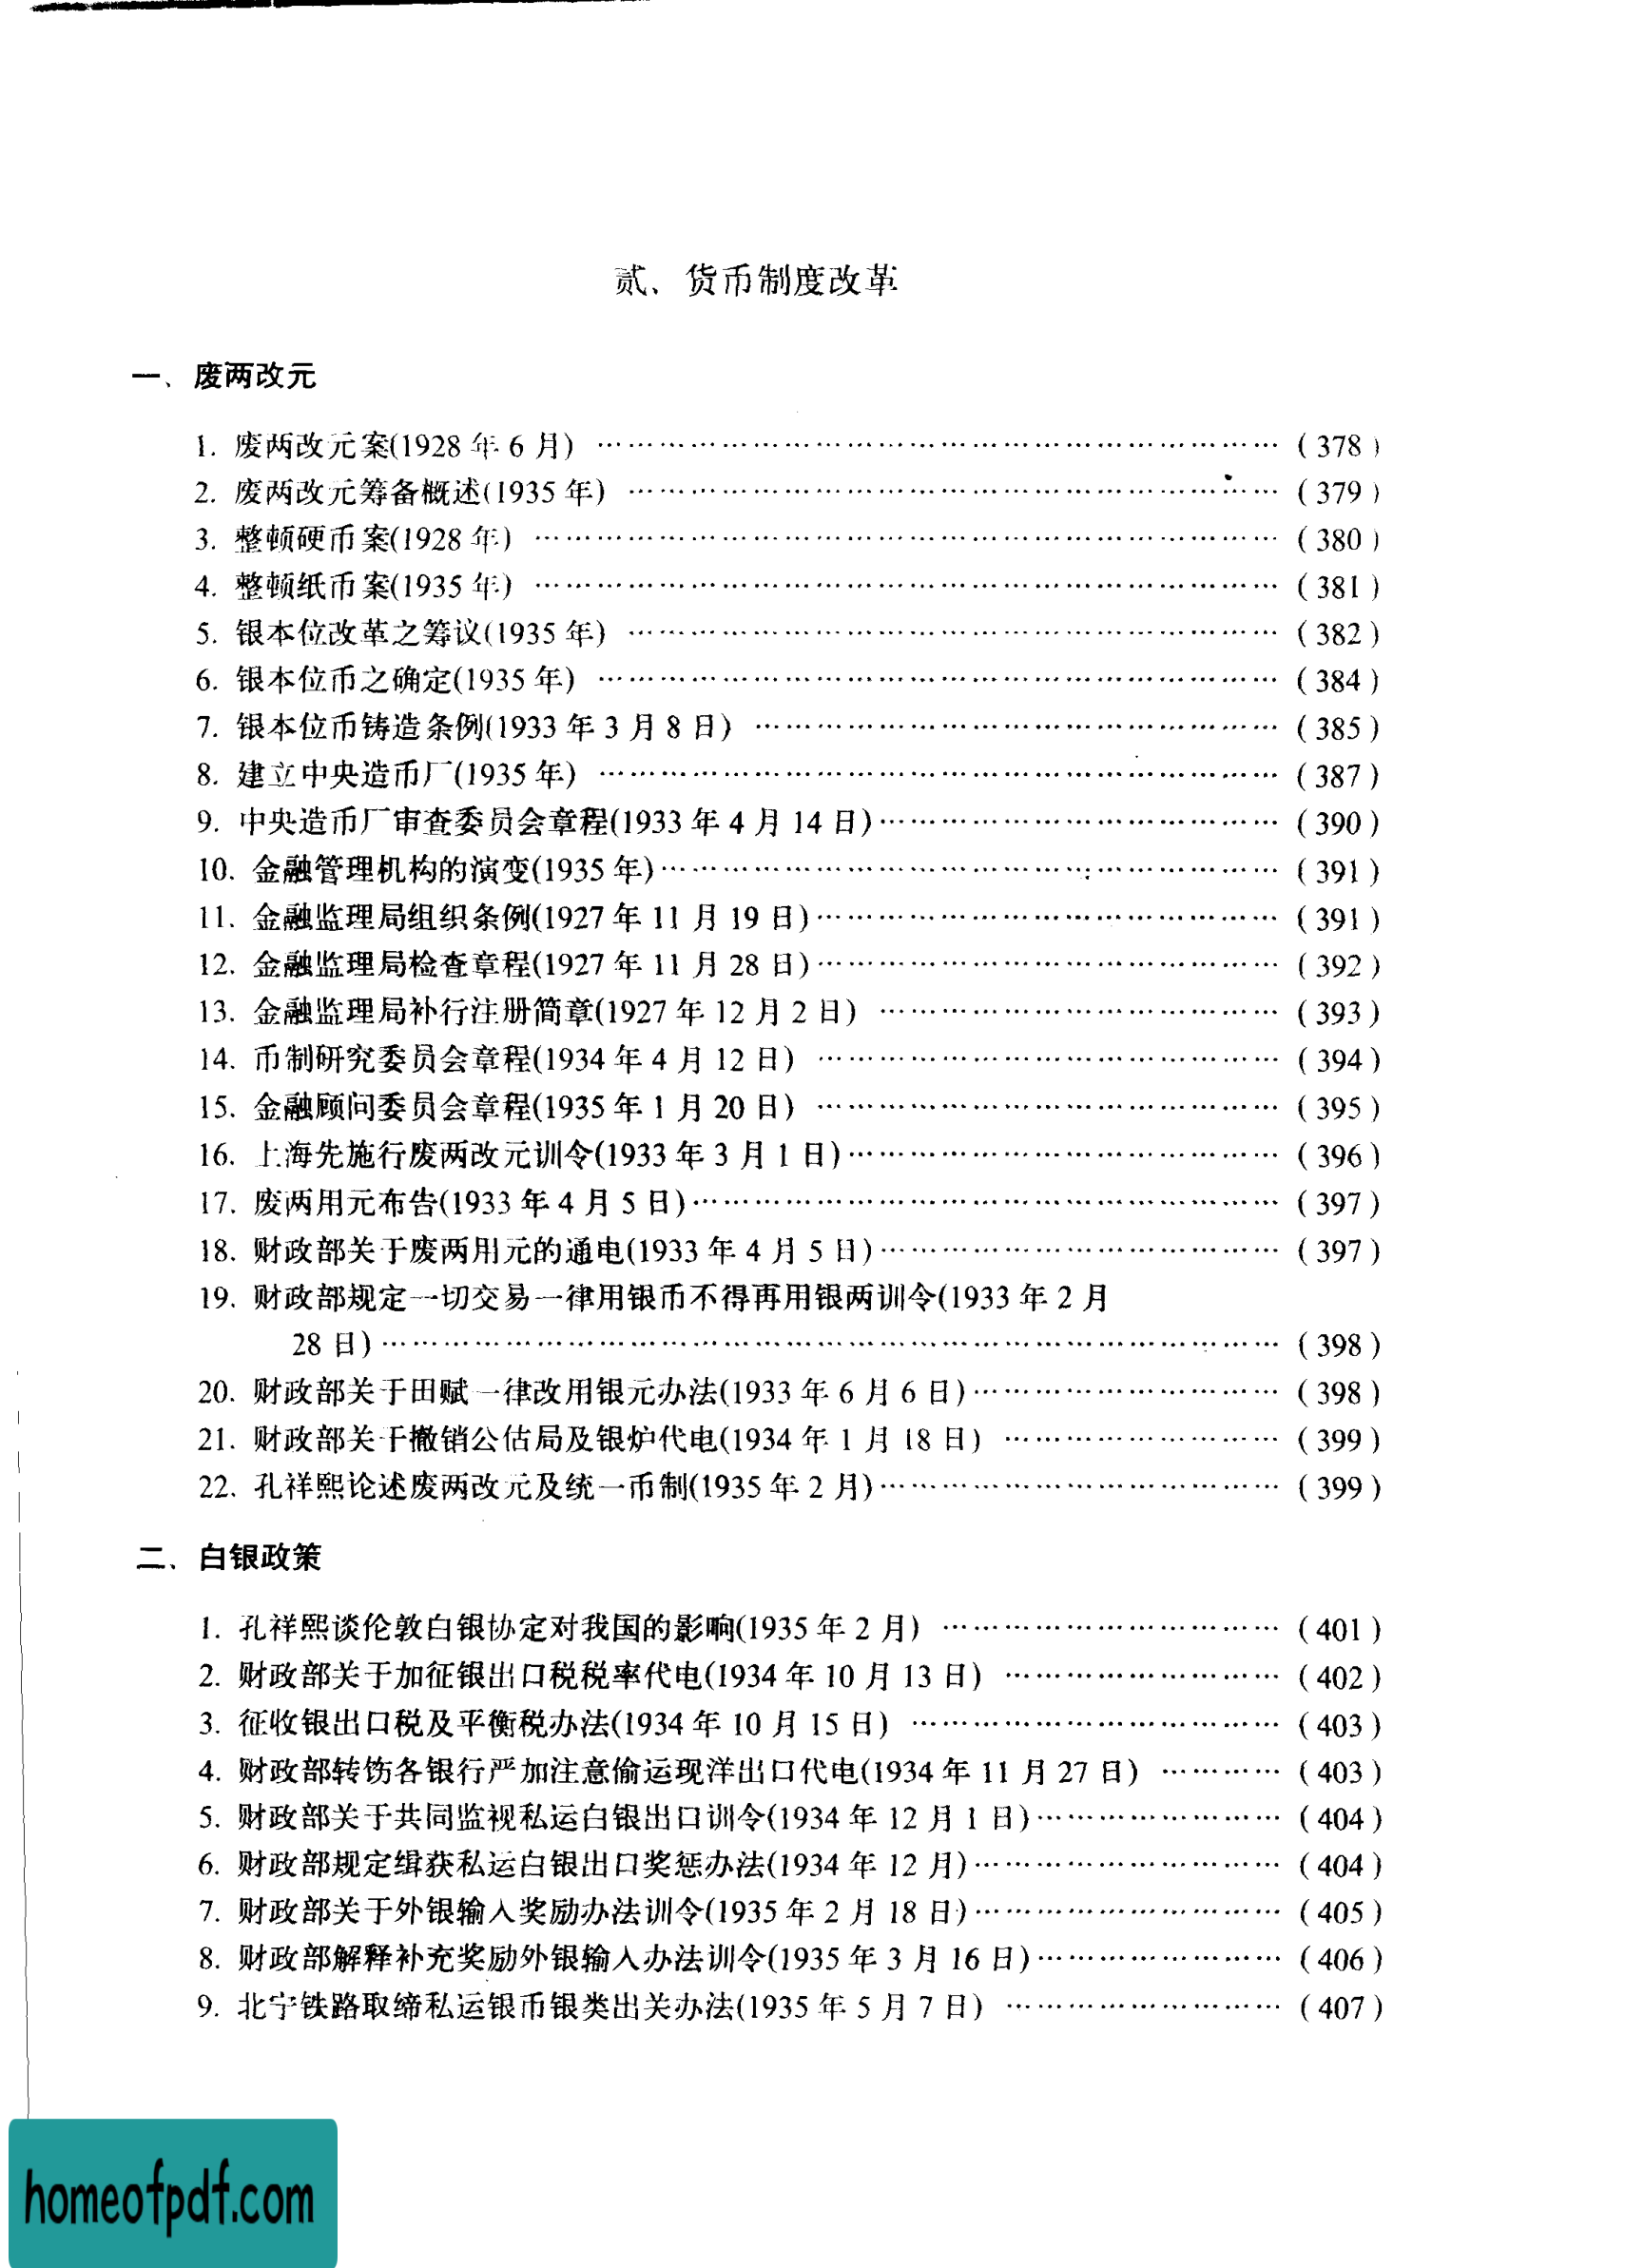 贰、货币制度改革
一、废两改元
1. 废两改元案(1928 年 6 月) …………………………………………………………… ( 378 )
2. 废两改元筹备概述(1935 年) ………………………………………………………… ( 379 )
3. 整顿硬币案(1928 年) ………………………………………………………………… ( 380 )
4. 整顿纸币案(1935 年) ………………………………………………………………… ( 381 )
5. 银本位改革之筹议(1935 年) ………………………………………………………… ( 382 )
6. 银本位币之确定(1935 年) …………………………………………………………… ( 384 )
7. 银本位币铸造条例(1933 年 3 月 8 日) ……………………………………………… ( 385 )
8. 建立中央造币厂(1935 年) …………………………………………………………… ( 387 )
9. 中央造币厂审查委员会章程(1933 年 4 月 14 日)…………………………………… ( 390 )
10. 金融管理机构的演变(1935 年)……………………………………………………… ( 391 )
11. 金融监理局组织条例(1927 年 11 月 19 日)………………………………………… ( 391 )
12. 金融监理局检查章程(1927 年 11 月 28 日)………………………………………… ( 392 )
13. 金融监理局补行注册简章(1927 年 12 月 2 日) …………………………………… ( 393 )
14. 币制研究委员会章程(1934 年 4 月 12 日) ………………………………………… ( 394 )
15. 金融顾问委员会章程(1935 年 1 月 20 日) ………………………………………… ( 395 )
16. 上海先施行废两改元训令(1933 年 3 月 1 日)……………………………………… ( 396 )
17. 废两用元布告(1933 年 4 月 5 日)…………………………………………………… ( 397 )
18. 财政部关于废两用元的通电(1933 年 4 月 5 日)…………………………………… ( 397 )
19. 财政部规定一切交易一律用银币不得再用银两训令(1933 年 2 月
28 日)……………………………………………………………………………… ( 398 )
20. 财政部关于田赋一律改用银元办法(1933 年 6 月 6 日)…………………………… ( 398 )
21. 财政部关于撤销公估局及银炉代电(1934 年 1 月 18 日) ………………………… ( 399 )
22. 孔祥熙论述废两改元及统一币制(1935 年 2 月)…………………………………… ( 399 )
二、白银政策
1. 孔祥熙谈伦敦白银协定对我国的影响(1935 年 2 月) ……………………………… ( 401 )
2. 财政部关于加征银出口税税率代电(1934 年 10 月 13 日) ………………………… ( 402 )
3. 征收银出口税及平衡税办法(1934 年 10 月 15 日) ………………………………… ( 403 )
4. 财政部转饬各银行严加注意偷运现洋出口代电(1934 年 11 月 27 日) ………… ( 403 )
5. 财政部关于共同监视私运白银出口训令(1934 年 12 月 1 日)…………………… ( 404 )
6. 财政部规定缉获私运白银出口奖惩办法(1934 年 12 月)………………………… ( 404 )
7. 财政部关于外银输入奖励办法训令(1935 年 2 月 18 日)………………………… ( 405 )
8. 财政部解释补充奖励外银输入办法训令(1935 年 3 月 16 日)…………………… ( 406 )
9. 北宁铁路取缔私运银币银类出关办法(1935 年 5 月 7 日) ……………………… ( 407 )
homeofpdf.com